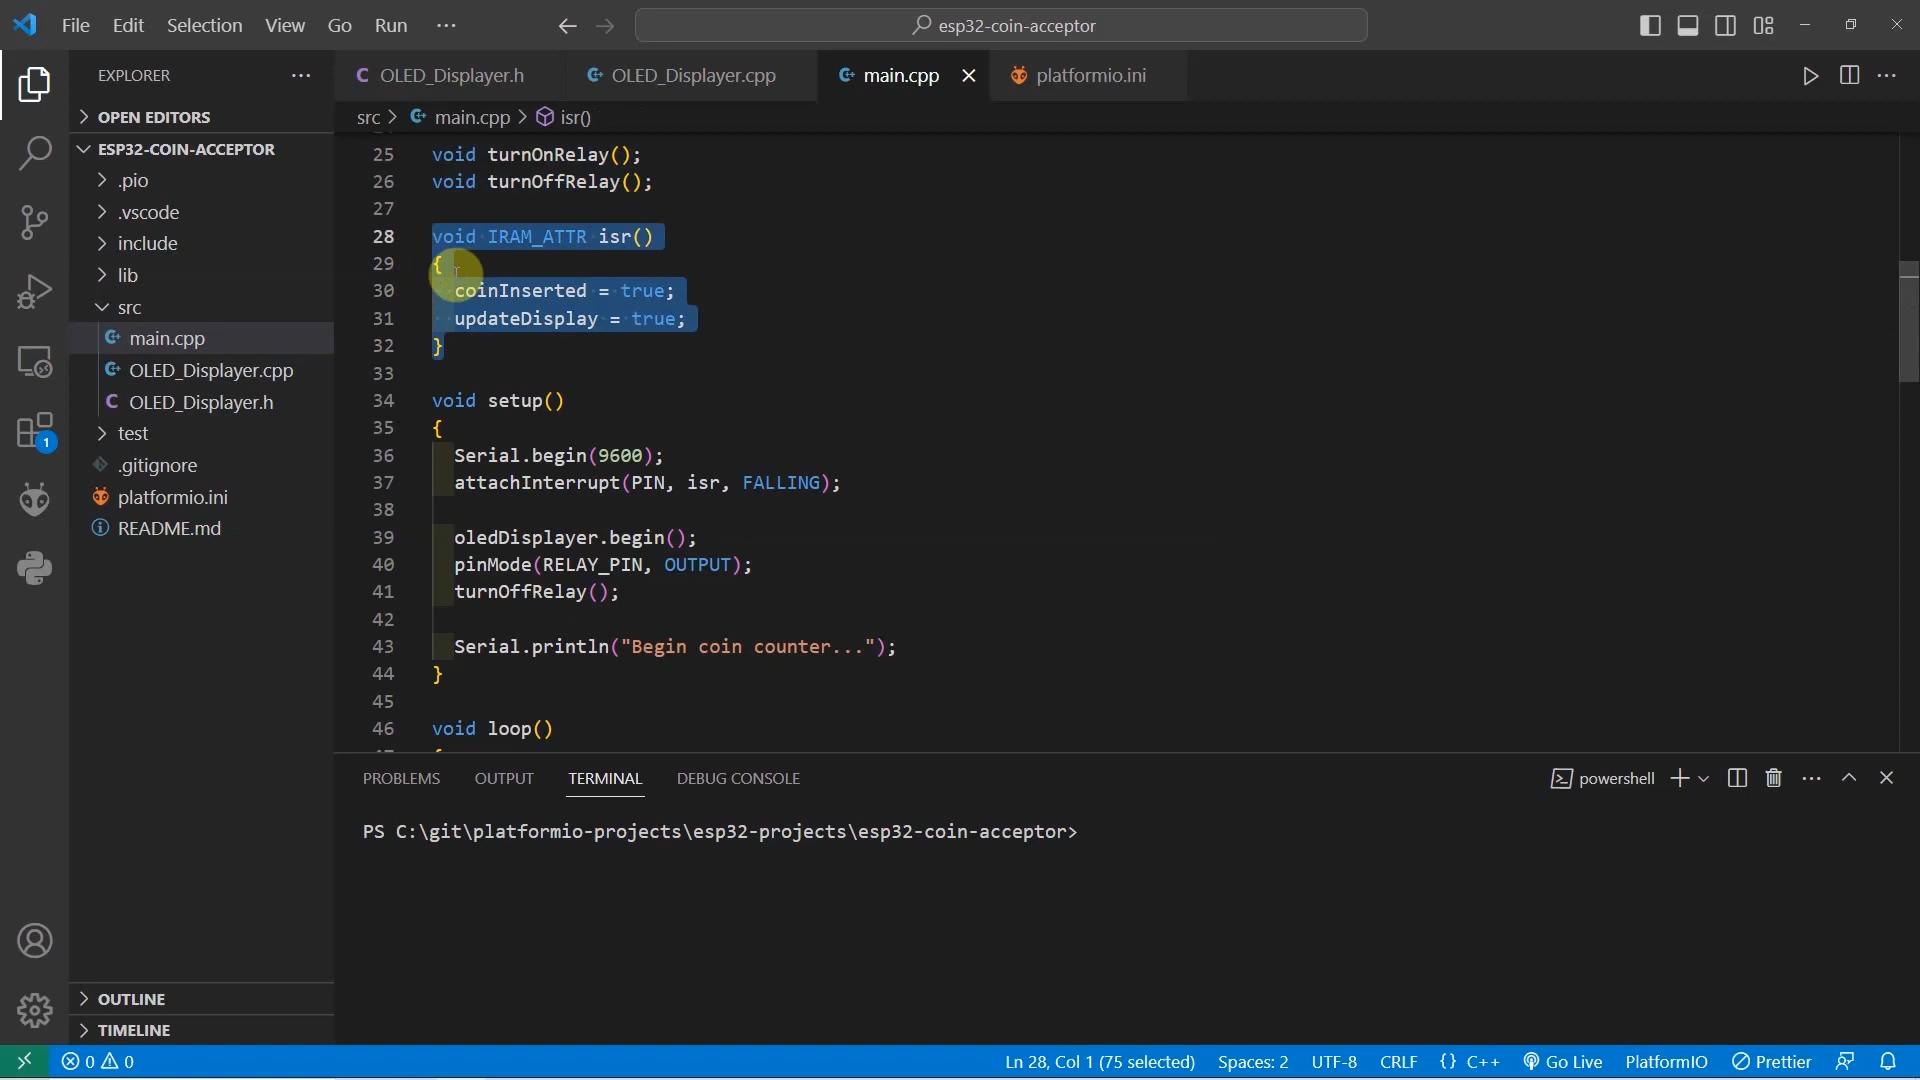 File Edit Selection View Go Run ···
esp32-coin-acceptor
EXPLORER ···
OLED_Displayer.h
OLED_Displayer.cpp
main.cpp
platformio.ini
src > main.cpp > isr()
OPEN EDITORS
ESP32-COIN-ACCEPTOR
.pio
.vscode
include
lib
src
main.cpp
OLED_Displayer.cpp
OLED_Displayer.h
test
.gitignore
platformio.ini
README.md
OUTLINE
TIMELINE
1
25 void turnOnRelay();
26 void turnOffRelay();
27
28 void IRAM_ATTR isr()
29 {
30 coinInserted = true;
31 updateDisplay = true;
32 }
33
34 void setup()
35 {
36 Serial.begin(9600);
37 attachInterrupt(PIN, isr, FALLING);
38
39 oledDisplayer.begin();
40 pinMode(RELAY_PIN, OUTPUT);
41 turnOffRelay();
42
43 Serial.println("Begin coin counter...");
44 }
45
46 void loop()
PROBLEMS OUTPUT TERMINAL DEBUG CONSOLE
powershell
PS C:\git\platformio-projects\esp32-projects\esp32-coin-acceptor>
0 0 Ln 28, Col 1 (75 selected) Spaces: 2 UTF-8 CRLF {} C++ Go Live PlatformIO Prettier